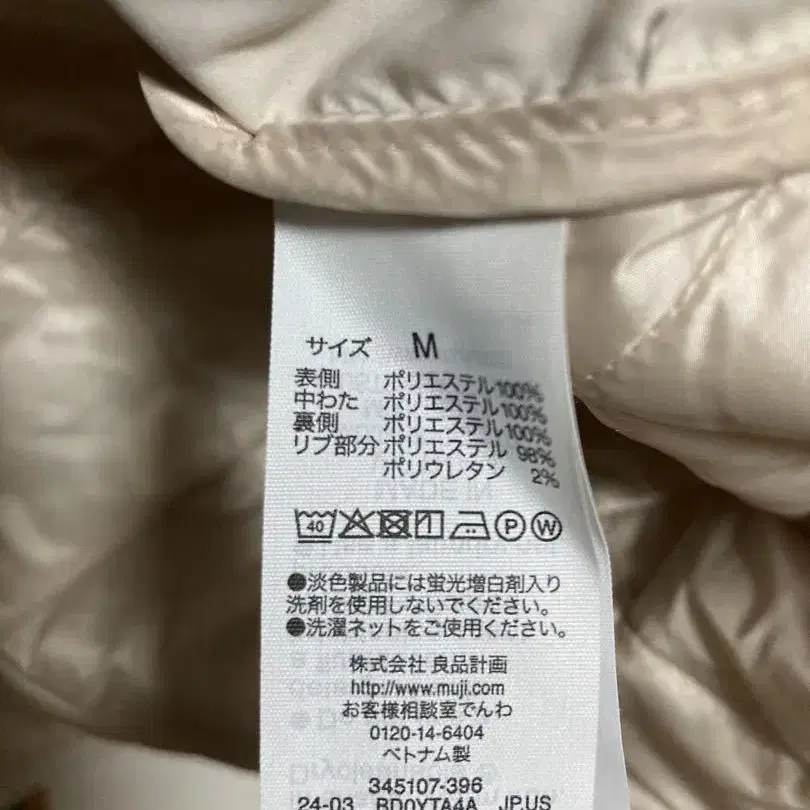 サイズ M
表側 ポリエステル100%
中わた ポリエステル100%
裏側 ポリエステル100%
リブ部分 ポリエステル 98%
ポリウレタン 2%
40 P W
●淡色製品には蛍光増白剤入り
洗剤を使用しないでください。
●洗濯ネットをご使用ください。
株式会社 良品計画
http://www.muji.com
お客様相談室でんわ
0120-14-6404
ベトナム製
345107-396
24-03 BD0YTA4A JP.US